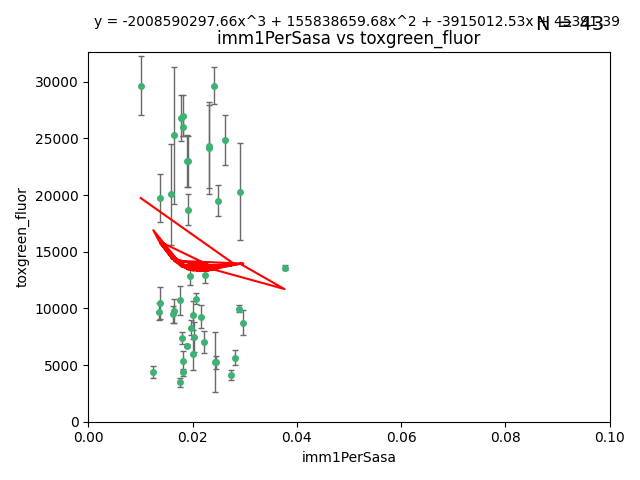 y = -2008590297.66x^3 + 155838659.68x^2 + -3915012.53x +
N = 43
imm1PerSasa vs toxgreen_fluor
30000
25000
20000
15000
10000
5000
0
toxgreen_fluor
0.00 0.02 0.04 0.06 0.08 0.10
imm1PerSasa